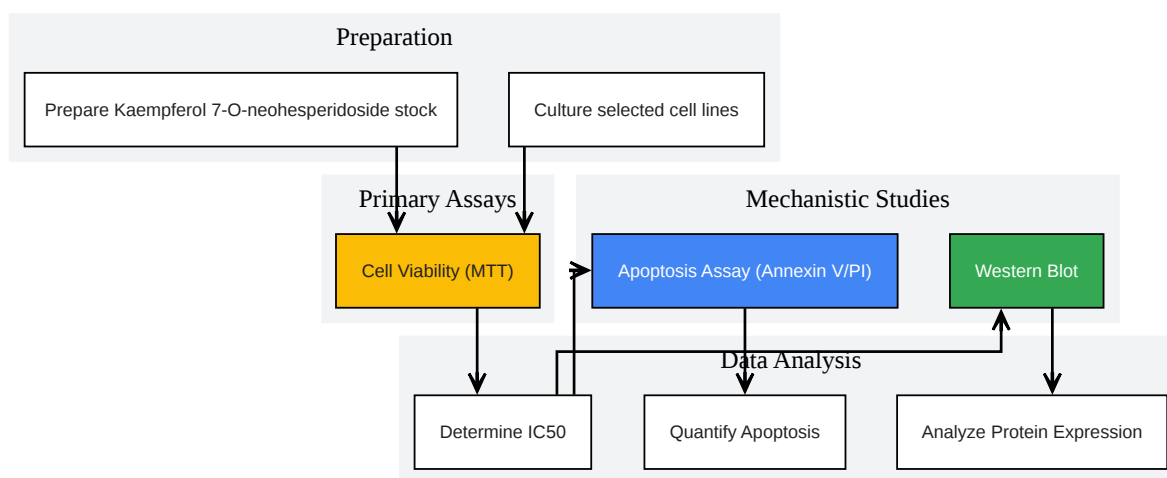 Preparation
Prepare Kaempferol 7-O-neohesperidoside stock
Culture selected cell lines
Primary Assays
Mechanistic Studies
Cell Viability (MTT)
Apoptosis Assay (Annexin V/PI)
Western Blot
Data Analysis
Determine IC50
Quantify Apoptosis
Analyze Protein Expression